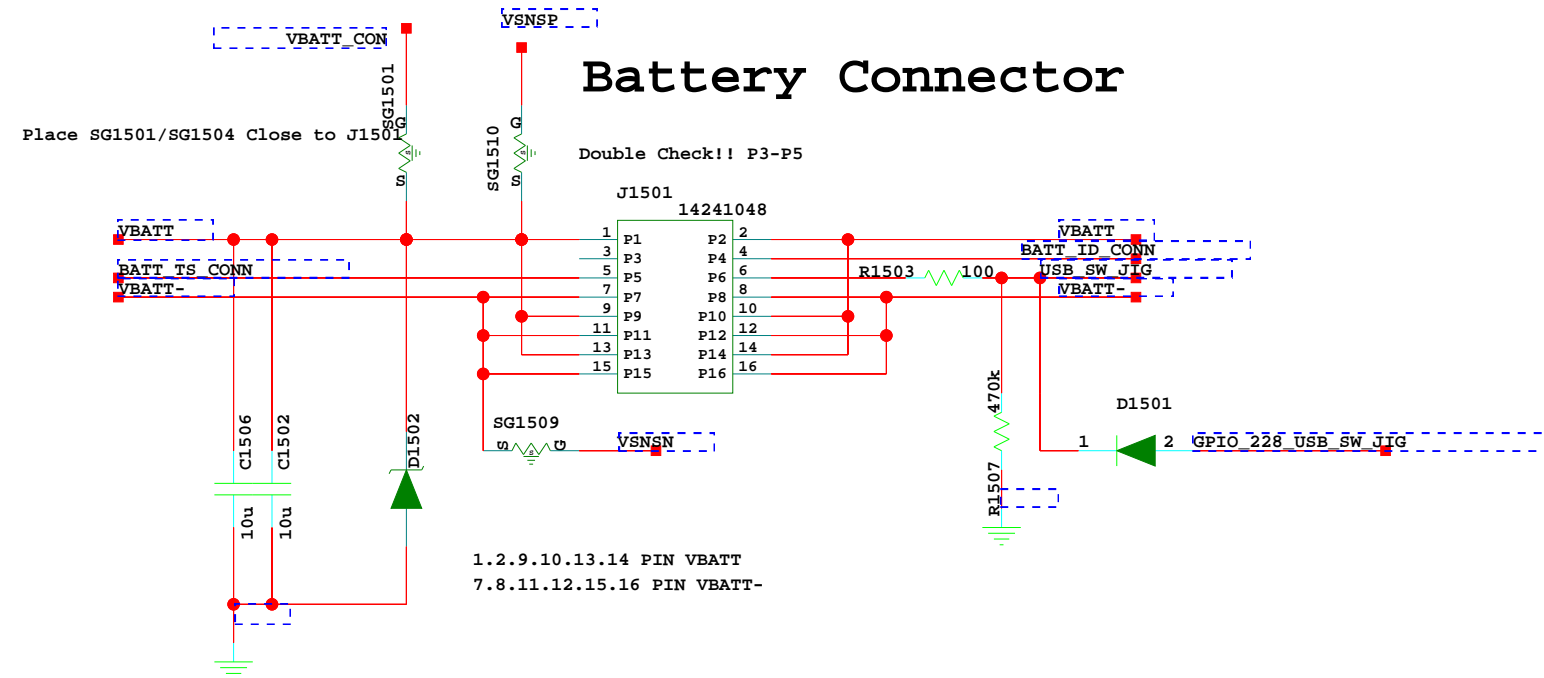 VSNSP
VBATT_CON
Battery Connector
SG1501
G
G
Place SG1501/SG1504 Close to J1501
SG1510
Double Check!! P3-P5
S
S
J1501
14241048
VBATT
1 P1
P2 2
VBATT
3 P3
P4 4
BATT_ID_CONN
BATT_TS_CONN
5 P5
P6 6
R1503 100
USB_SW_JIG
VBATT-
7 P7
P8 8
VBATT-
9 P9
P10 10
11 P11
P12 12
13 P13
P14 14
15 P15
P16 16
470k
R1507
D1501
1 2
GPIO_228_USB_SW_JIG
SG1509
S G
VSNSN
C1506
C1502
D1502
10u
10u
1.2.9.10.13.14 PIN VBATT
7.8.11.12.15.16 PIN VBATT-